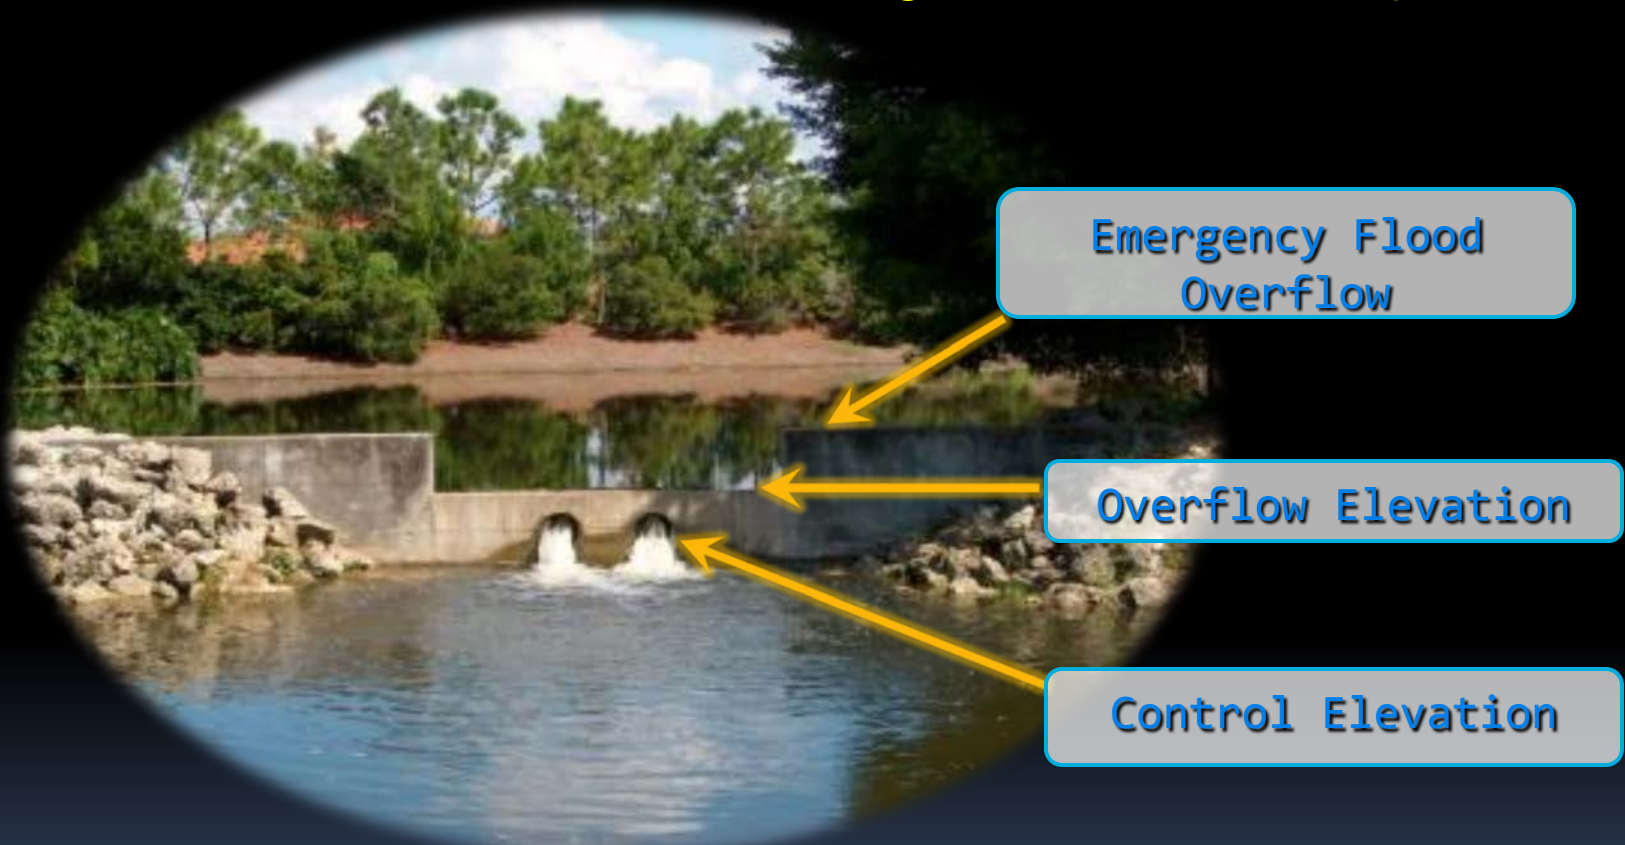 Emergency Flood
Overflow
Overflow Elevation
Control Elevation